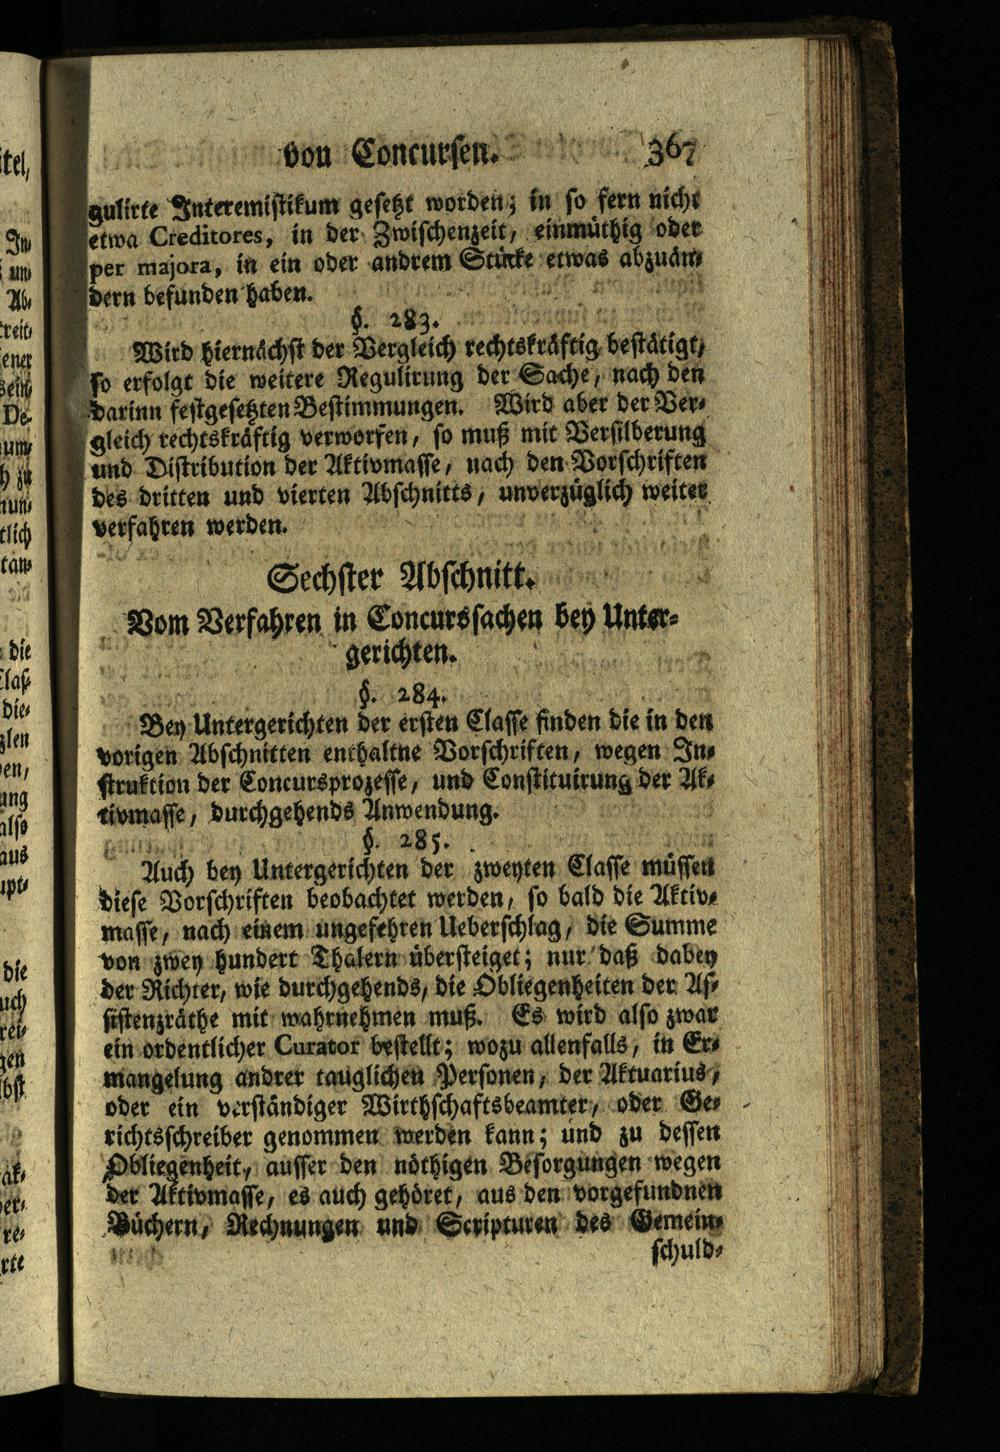 von Concursen. 367
gulirte Interemistikum gesetzt worden; in so fern nicht
etwa Creditores, in der Zwischenzeit, einmüthig oder
per majora, in ein oder andrem Stücke etwas abzuän-
dern befunden haben.
§. 283.
Wird hiernächst der Vergleich rechtskräftig bestätigt,
so erfolgt die weitere Regulirung der Sache, nach den
darinn festgesetzten Bestimmungen. Wird aber der Ver-
gleich rechtskräftig verworfen, so muß mit Versilberung
und Distribution der Aktivmasse, nach den Vorschriften
des dritten und vierten Abschnitts, unverzüglich weiter
verfahren werden.
Sechster Abschnitt.
Vom Verfahren in Concurssachen bey Unter-
gerichten.
§. 284.
Bey Untergerichten der ersten Classe finden die in den
vorigen Abschnitten enthaltne Vorschriften, wegen In-
struktion der Concursprozesse, und Constituirung der Ak-
tivmasse, durchgehends Anwendung.
§. 285.
Auch bey Untergerichten der zweyten Classe müssen
diese Vorschriften beobachtet werden, so bald die Aktiv-
masse, nach einem ungefehren Ueberschlag, die Summe
von zwey hundert Thalern übersteiget; nur daß dabey
der Richter, wie durchgehends, die Obliegenheiten der As-
sistenzräthe mit wahrnehmen muß. Es wird also zwar
ein ordentlicher Curator bestellt; wozu allenfalls, in Er-
mangelung andrer tauglichen Personen, der Aktuarius,
oder ein verständiger Wirthschaftsbeamter, oder Ge-
richtsschreiber genommen werden kann; und zu dessen
Obliegenheit, ausser den nöthigen Besorgungen wegen
der Aktivmasse, es auch gehöret, aus den vorgefundnen
Büchern, Rechnungen und Scripturen des Gemein-
schuld-